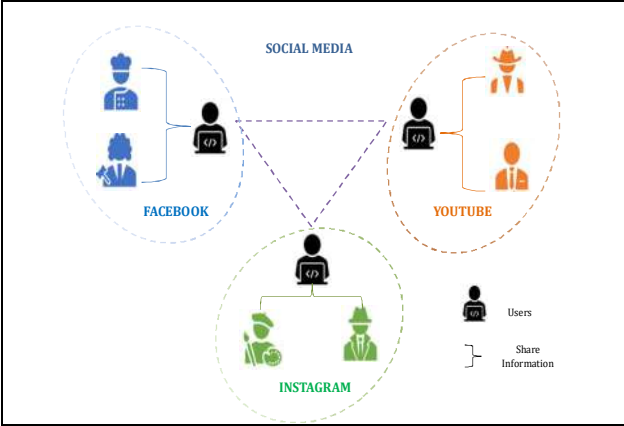 SOCIAL MEDIA
FACEBOOK
YOUTUBE
INSTAGRAM
Users
Share
Information